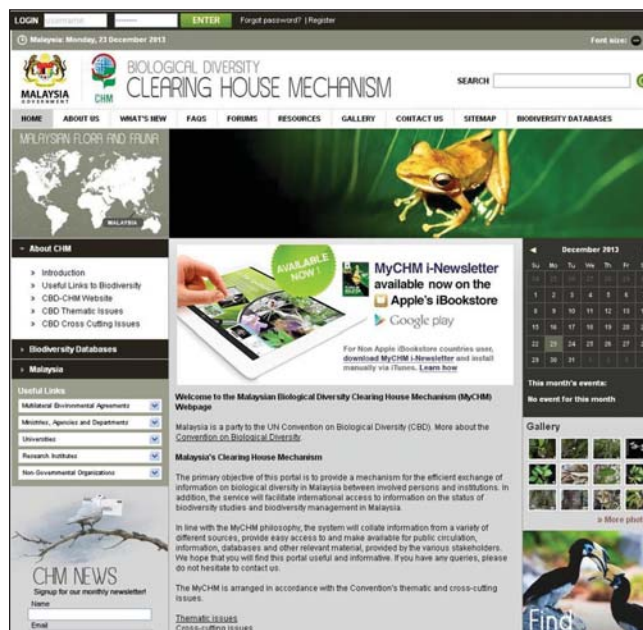 LOGIN username ENTER Forgot password? | Register
Malaysia: Monday, 23 December 2013 Font size:
MALAYSIA
GOVERNMENT
CHM
BIOLOGICAL DIVERSITY
CLEARING HOUSE MECHANISM
SEARCH
HOME ABOUT US WHAT'S NEW FAQS FORUMS RESOURCES GALLERY CONTACT US SITEMAP BIODIVERSITY DATABASES
MALAYSIAN FLORA AND FAUNA
MALAYSIA
About CHM
» Introduction
» Useful Links to Biodiversity
» CBD-CHM Website
» CBD Thematic Issues
» CBD Cross Cutting Issues
Biodiversity Databases
Malaysia
Useful Links
Multilateral Environmental Agreements
Ministries, Agencies and Departments
Universities
Research Institutes
Non-Governmental Organizations
CHM NEWS
Signup for our monthly newsletter!
Name
Email
AVAILABLE
NOW!
MyCHM i-Newsletter
available now on the
Apple's iBookstore
Google play
For Non Apple iBookstore countries user,
download MyCHM i-Newsletter and install
manually via iTunes. Learn how
Welcome to the Malaysian Biological Diversity Clearing House Mechanism (MyCHM)
Webpage
Malaysia is a party to the UN Convention on Biological Diversity (CBD). More about the
Convention on Biological Diversity.
Malaysia's Clearing House Mechanism
The primary objective of this portal is to provide a mechanism for the efficient exchange of
information on biological diversity in Malaysia between involved persons and institutions. In
addition, the service will facilitate international access to information on the status of
biodiversity studies and biodiversity management in Malaysia.
In line with the MyCHM philosophy, the system will collate information from a variety of
different sources, provide easy access to and make available for public circulation,
information, databases and other relevant material, provided by the various stakeholders.
We hope that you will find this portal useful and informative. If you have any queries, please
do not hesitate to contact us.
The MyCHM is arranged in accordance with the Convention's thematic and cross-cutting
issues.
Thematic issues
Cross-cutting issues
December 2013
Su Mo Tu We Th Fr
1 2 3 4 5 6
8 9 10 11 12 13
15 16 17 18 19 20
22 23 24 25 26 27
29 30 31
This month's events:
No event for this month
Gallery
» More phot
Find